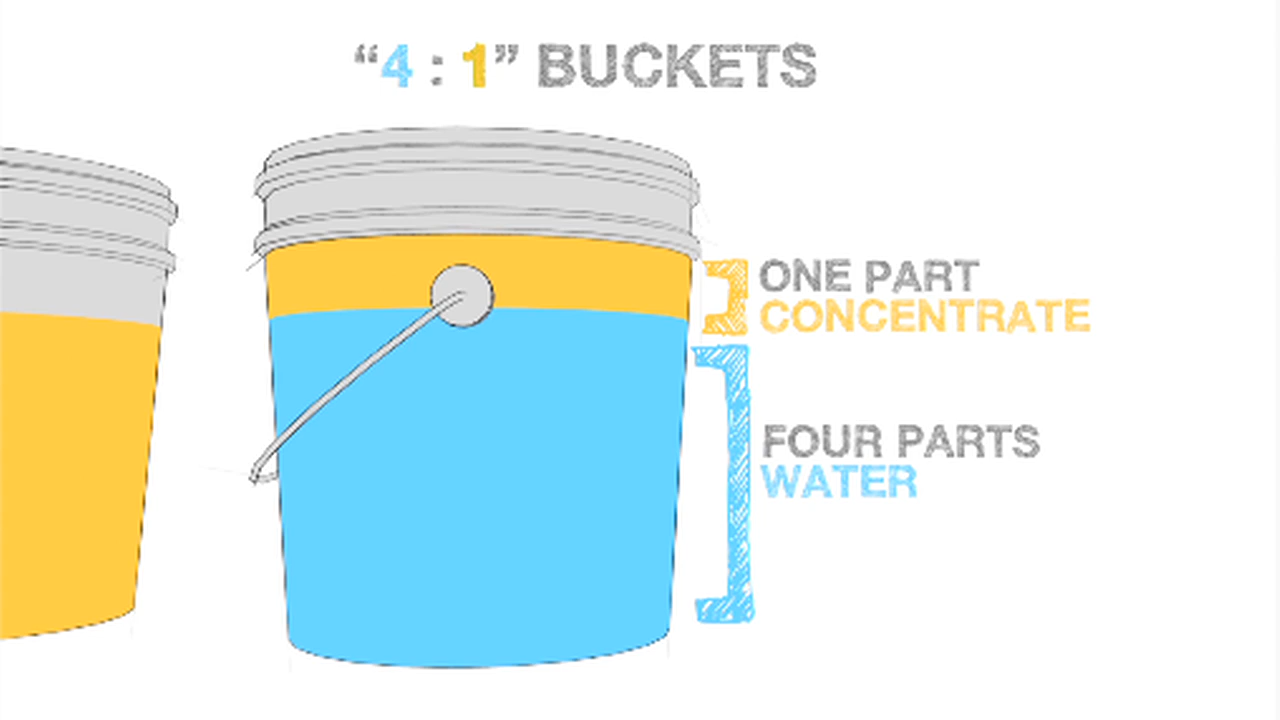 “4 : 1” BUCKETS
ONE PART
CONCENTRATE
FOUR PARTS
WATER